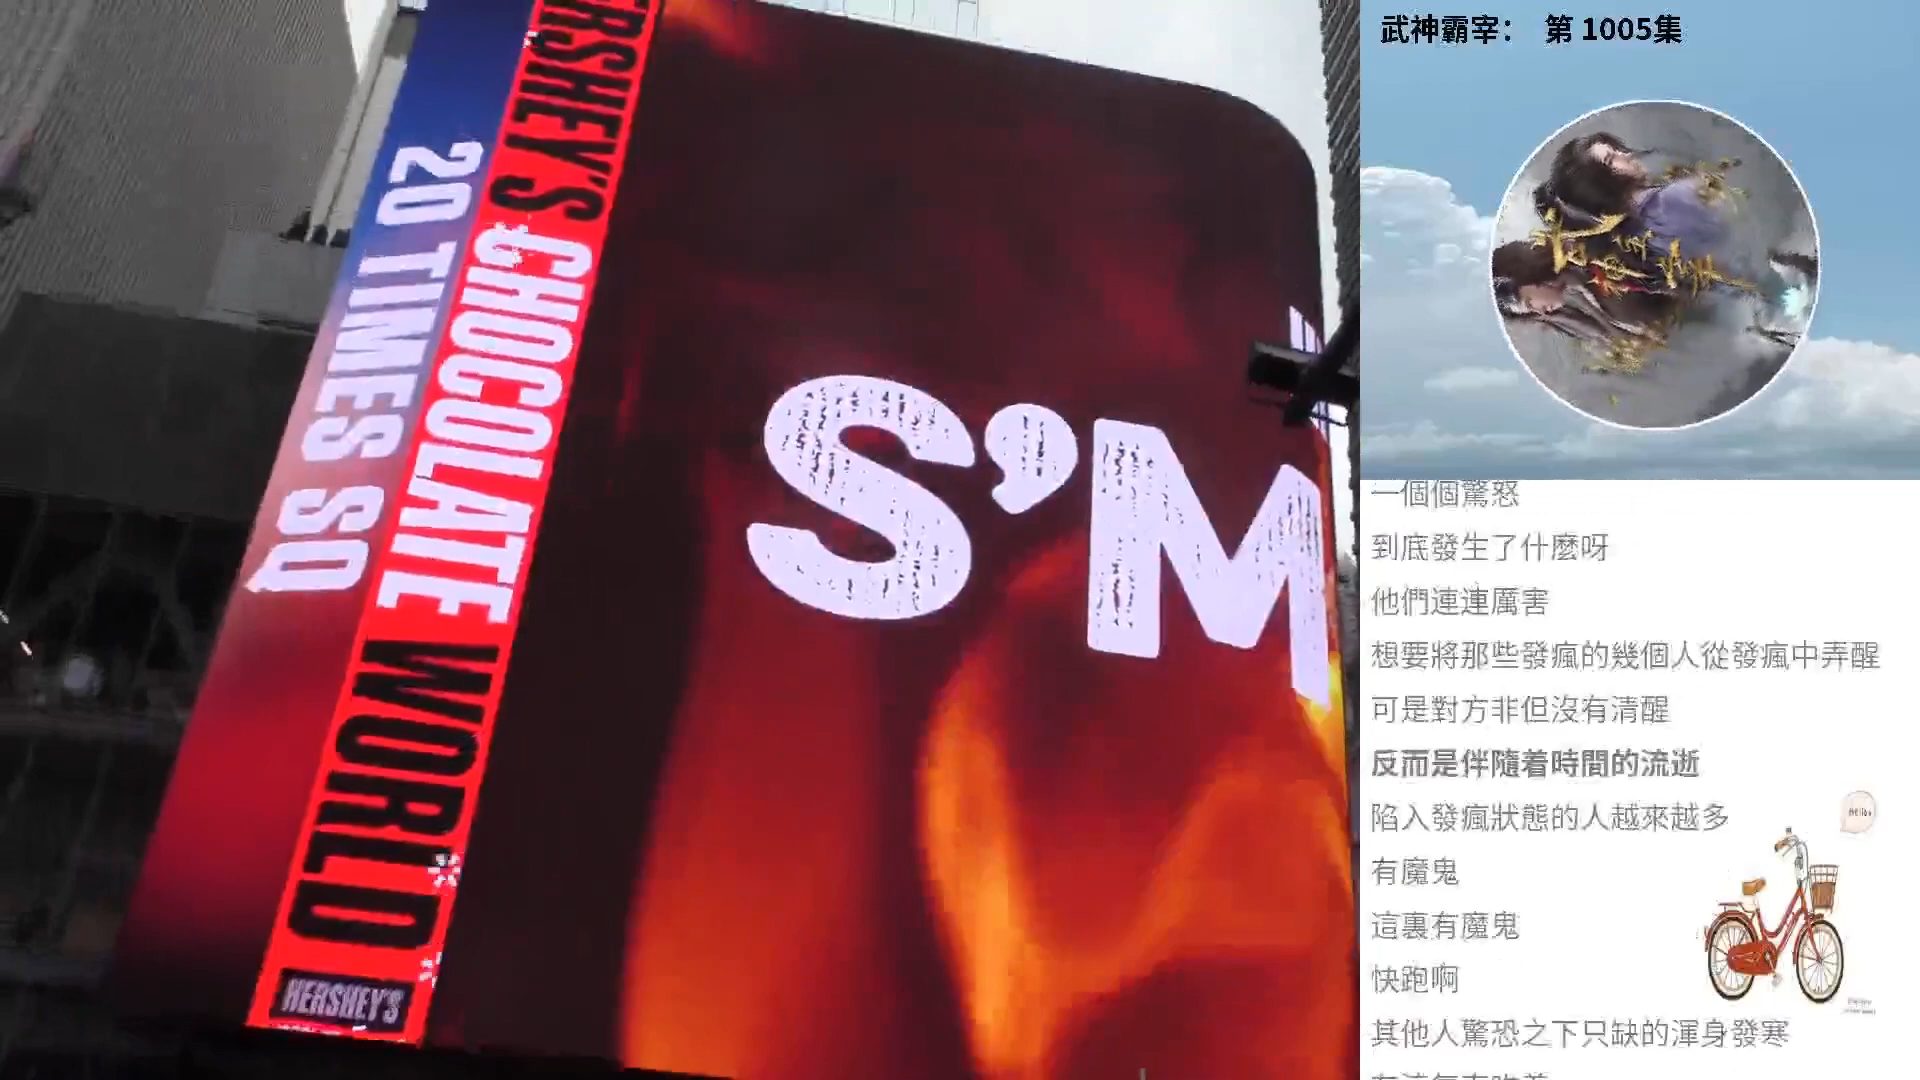 HERSHEY'S CHOCOLATE WORLD
20 TIMES SQ
S'M
HERSHEY'S
武神霸宰： 第 1005集
一個個驚怒
到底發生了什麼呀
他們連連厲害
想要將那些發瘋的幾個人從發瘋中弄醒
可是對方非但沒有清醒
反而是伴隨着時間的流逝
陷入發瘋狀態的人越來越多
有魔鬼
這裏有魔鬼
快跑啊
其他人驚恐之下只缺的渾身發寒